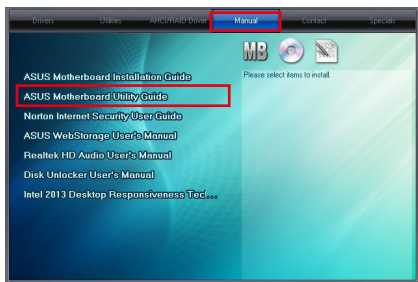 Drivers Utilities AHCI/RAID Driver Manual Contact Specials
MB
Please select items to install.
ASUS Motherboard Installation Guide
ASUS Motherboard Utility Guide
Norton Internet Security User Guide
ASUS WebStorage User's Manual
Realtek HD Audio User's Manual
Disk Unlocker User's Manual
Intel 2013 Desktop Responsiveness Tecl...